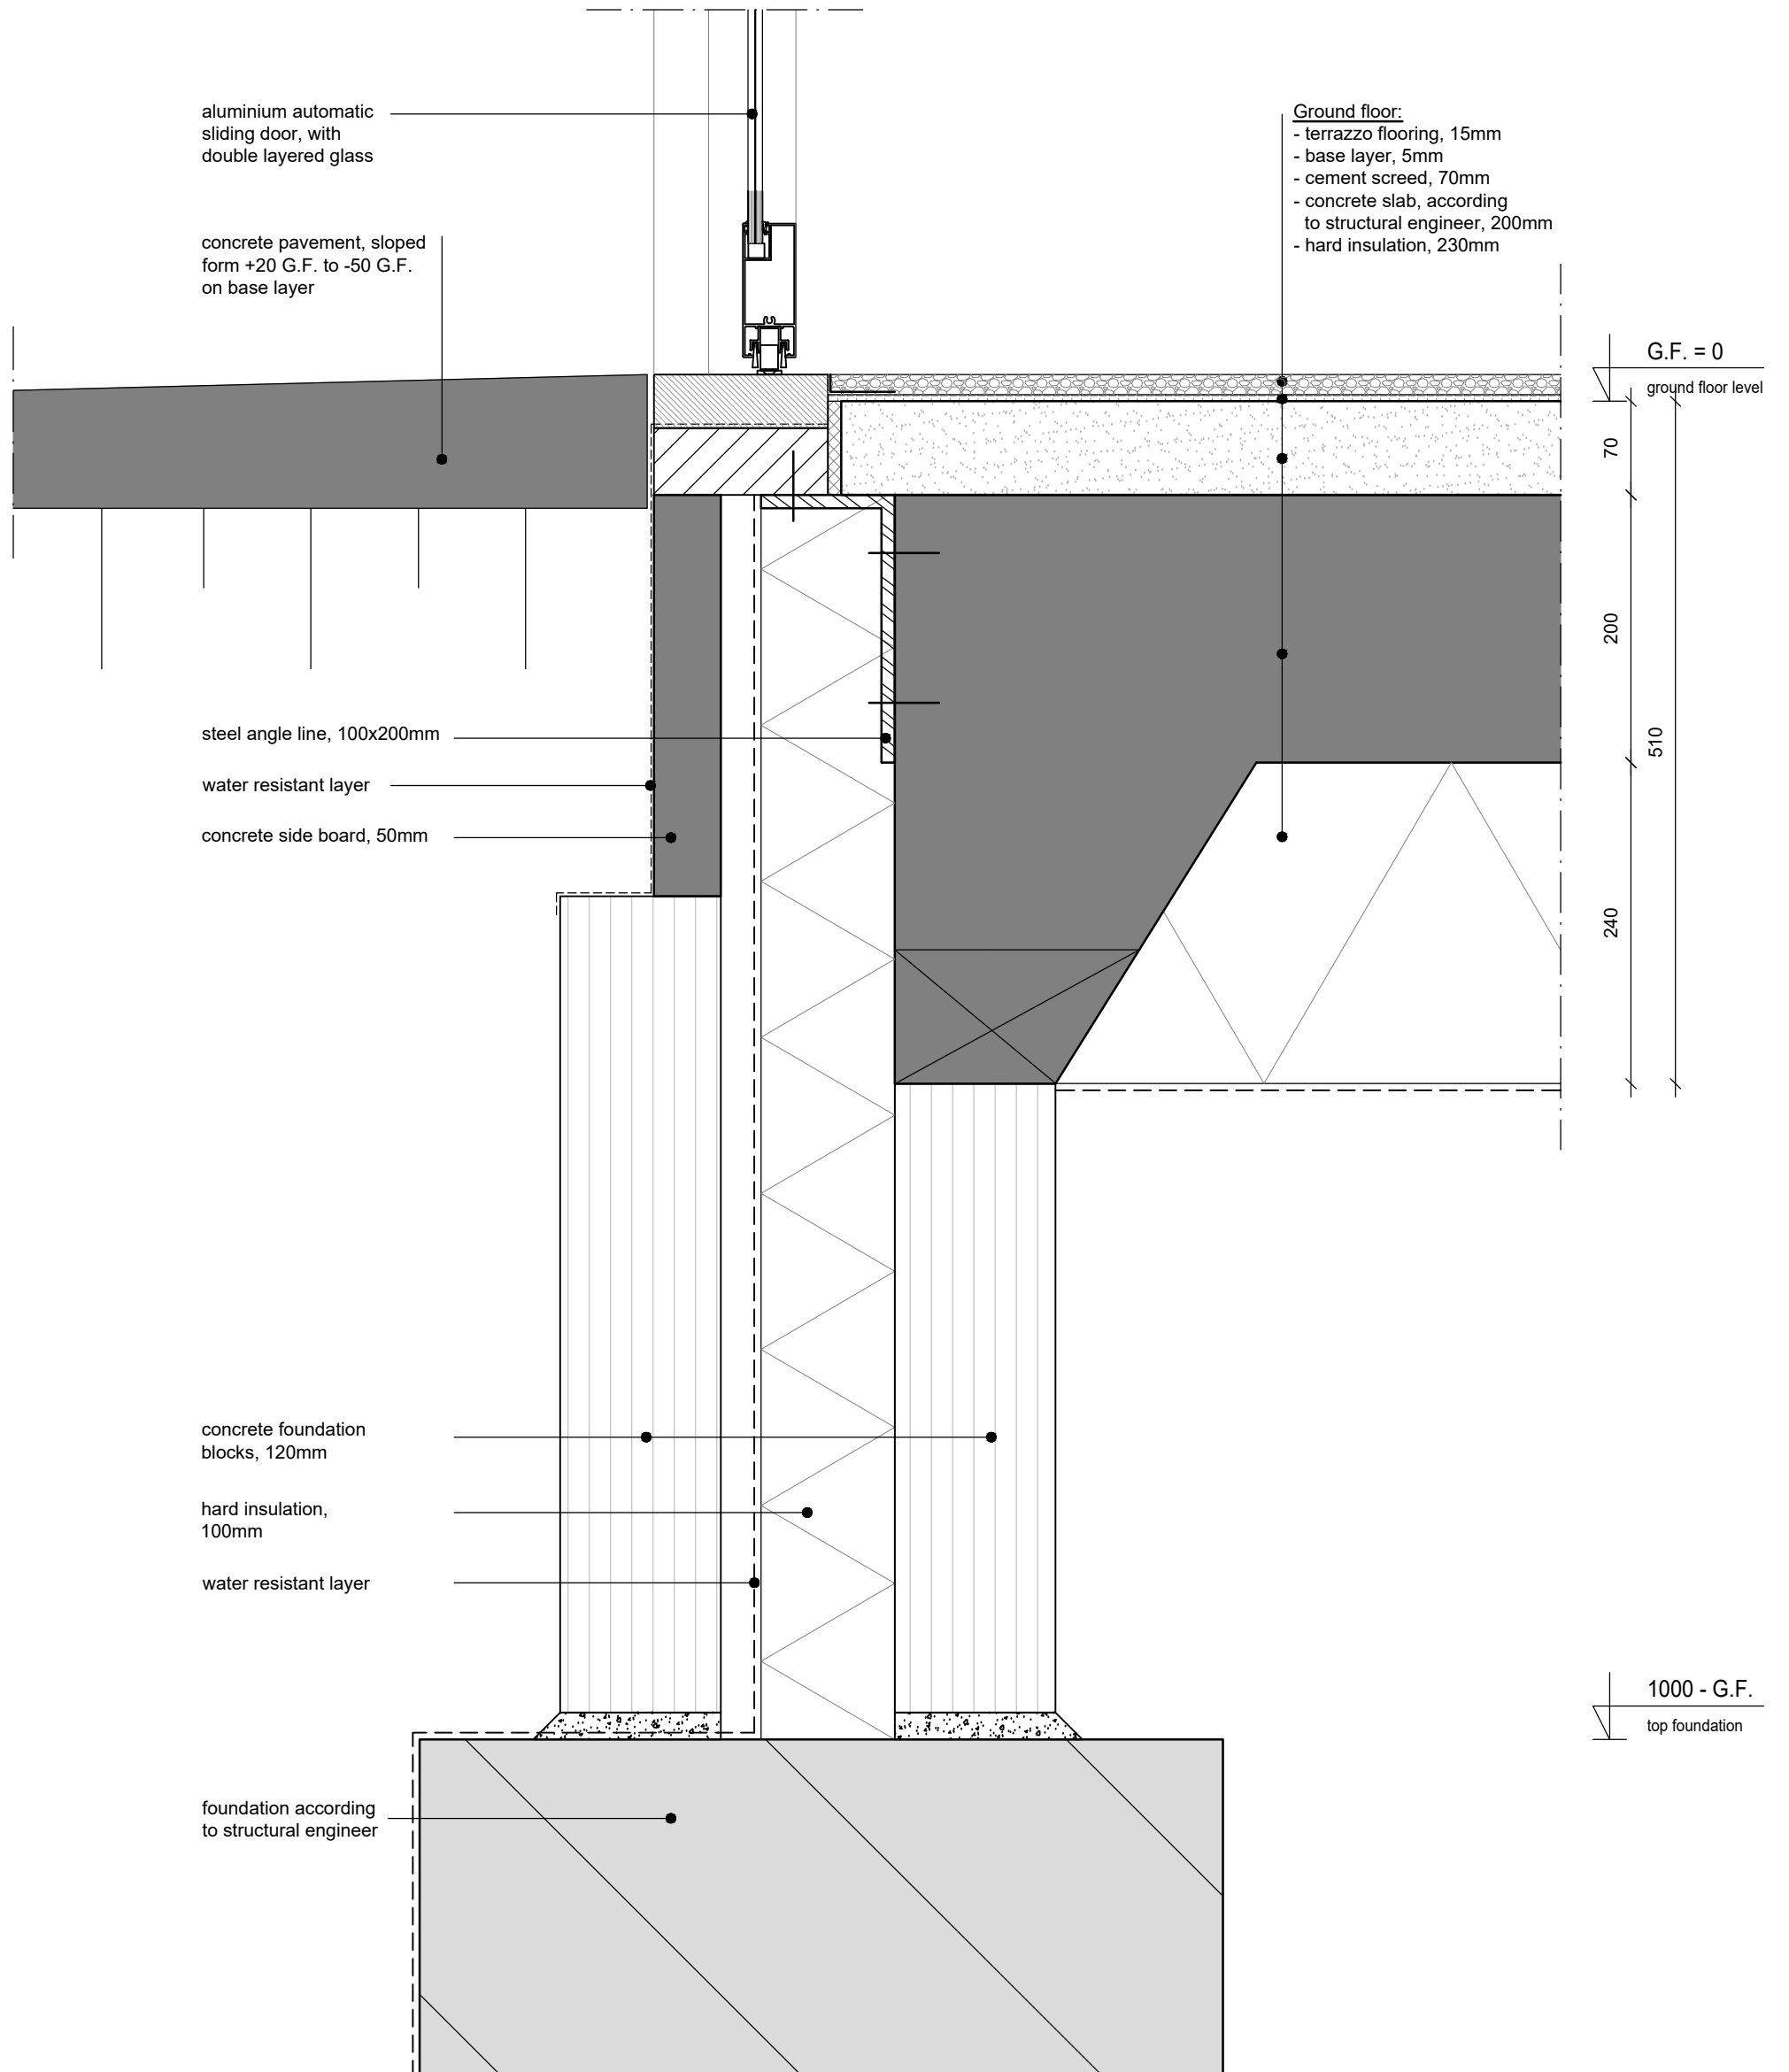 aluminium automatic
sliding door, with
double layered glass
Ground floor:
- terrazzo flooring, 15mm
- base layer, 5mm
- cement screed, 70mm
- concrete slab, according
to structural engineer, 200mm
- hard insulation, 230mm
concrete pavement, sloped
form +20 G.F. to -50 G.F.
on base layer
G.F. = 0
ground floor level
70
200
510
240
steel angle line, 100x200mm
water resistant layer
concrete side board, 50mm
concrete foundation
blocks, 120mm
hard insulation,
100mm
water resistant layer
1000 - G.F.
top foundation
foundation according
to structural engineer